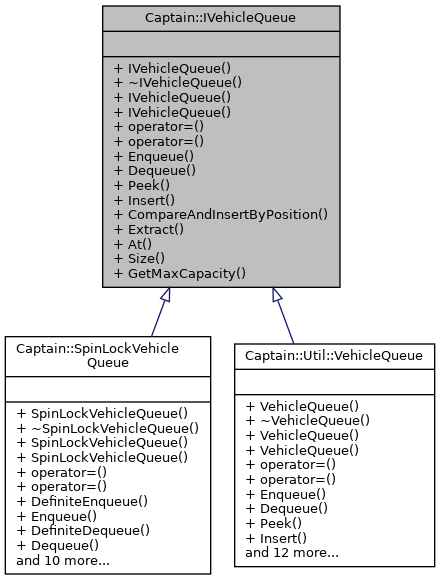 Captain::IVehicleQueue
+ IVehicleQueue()
+ ~IVehicleQueue()
+ IVehicleQueue()
+ IVehicleQueue()
+ operator=()
+ operator=()
+ Enqueue()
+ Dequeue()
+ Peek()
+ Insert()
+ CompareAndInsertByPosition()
+ Extract()
+ At()
+ Size()
+ GetMaxCapacity()
Captain::SpinLockVehicle
Queue
+ SpinLockVehicleQueue()
+ ~SpinLockVehicleQueue()
+ SpinLockVehicleQueue()
+ SpinLockVehicleQueue()
+ operator=()
+ operator=()
+ DefiniteEnqueue()
+ Enqueue()
+ DefiniteDequeue()
+ Dequeue()
and 10 more...
Captain::Util::VehicleQueue
+ VehicleQueue()
+ ~VehicleQueue()
+ VehicleQueue()
+ VehicleQueue()
+ operator=()
+ operator=()
+ Enqueue()
+ Dequeue()
+ Peek()
+ Insert()
and 12 more...